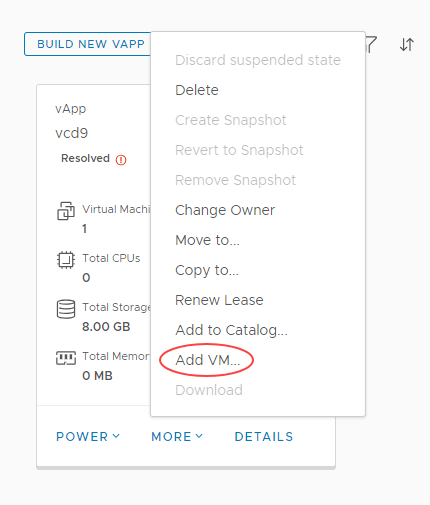 BUILD NEW VAPP
Discard suspended state
Delete
Create Snapshot
Revert to Snapshot
Remove Snapshot
Change Owner
Move to...
Copy to...
Renew Lease
Add to Catalog...
Add VM...
Download
vApp
vcd9
Resolved
Virtual Machi
1
Total CPUs
0
Total Storag
8.00 GB
Total Memor
0 MB
POWER
MORE
DETAILS